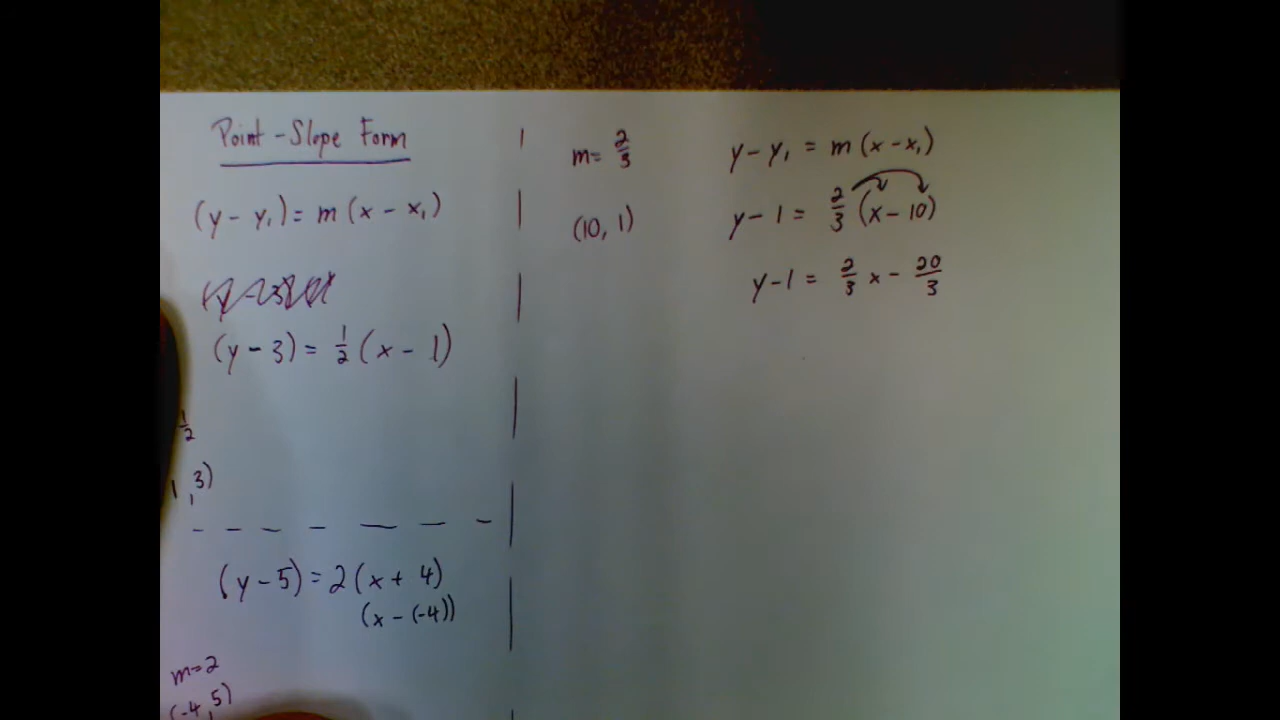 Point-Slope Form
(y - y₁) = m (x - x₁)
(y - 3) = 1/2 (x - 1)
1/2
1, 3)
(y - 5) = 2 (x + 4)
(x - (-4))
m=2
(-4, 5)
m= 2/3
(10, 1)
y - y₁ = m (x - x₁)
y - 1 = 2/3 (x - 10)
y - 1 = 2/3 x - 20/3